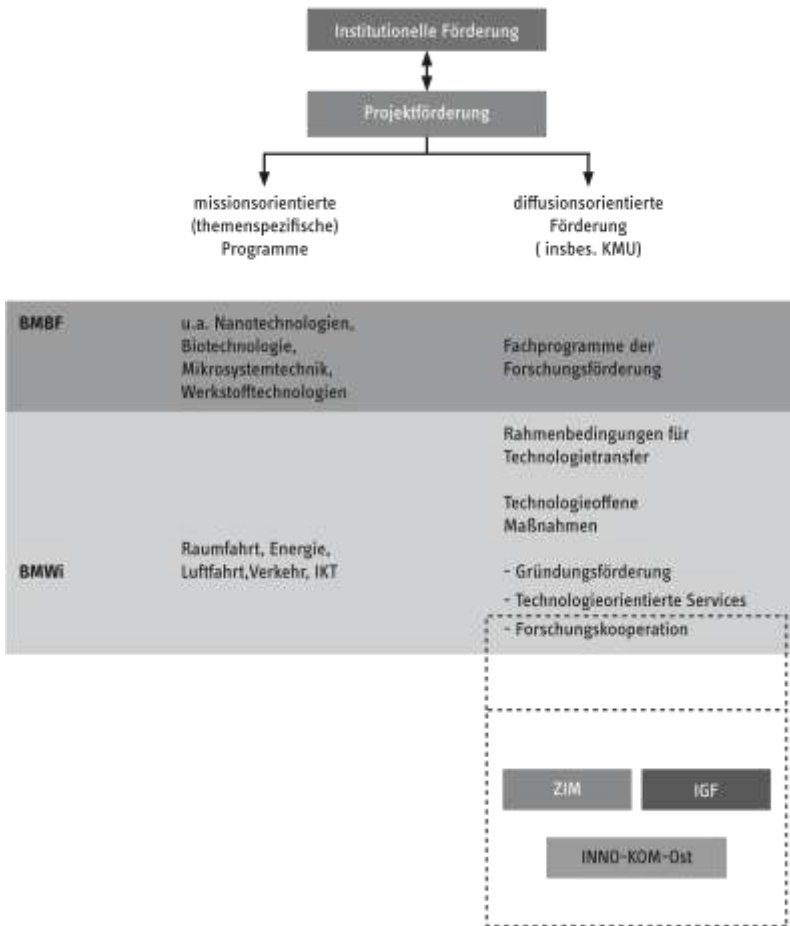 Institutionelle Förderung
Projektförderung
missionsorientierte
(themenspezifische)
Programme
diffusionsorientierte
Förderung
( insbes. KMU)
BMBF
u.a. Nanotechnologien,
Biotechnologie,
Mikrosystemtechnik,
Werkstofftechnologien
Fachprogramme der
Forschungsförderung
BMWi
Raumfahrt, Energie,
Luftfahrt,Verkehr, IKT
Rahmenbedingungen für
Technologietransfer
Technologieoffene
Maßnahmen
- Gründungsförderung
- Technologieorientierte Services
- Forschungskooperation
ZIM
IGF
INNO-KOM-Ost